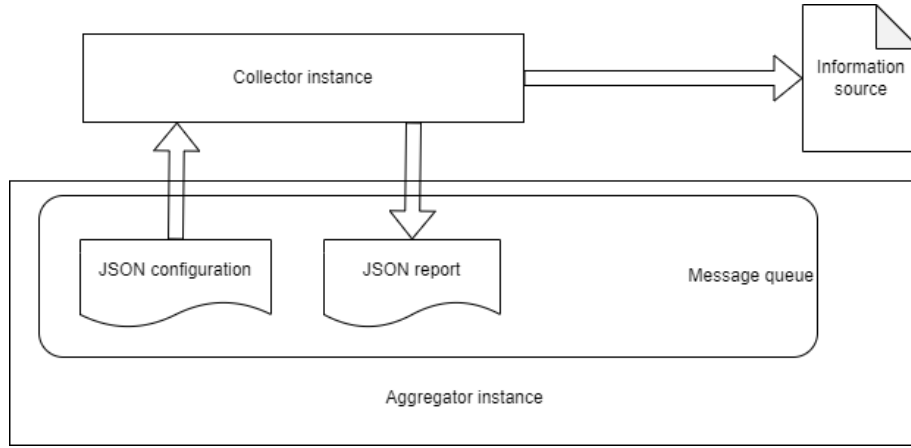 Collector instance
Information
source
JSON configuration
JSON report
Message queue
Aggregator instance